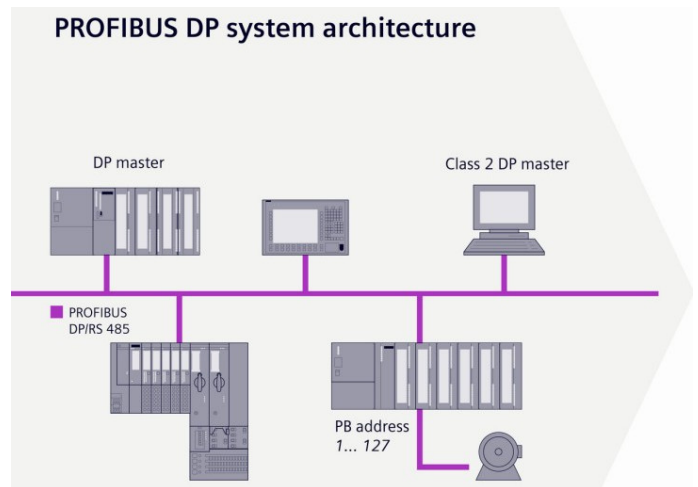 PROFIBUS DP system architecture
DP master
Class 2 DP master
PROFIBUS
DP/RS 485
PB address
1... 127